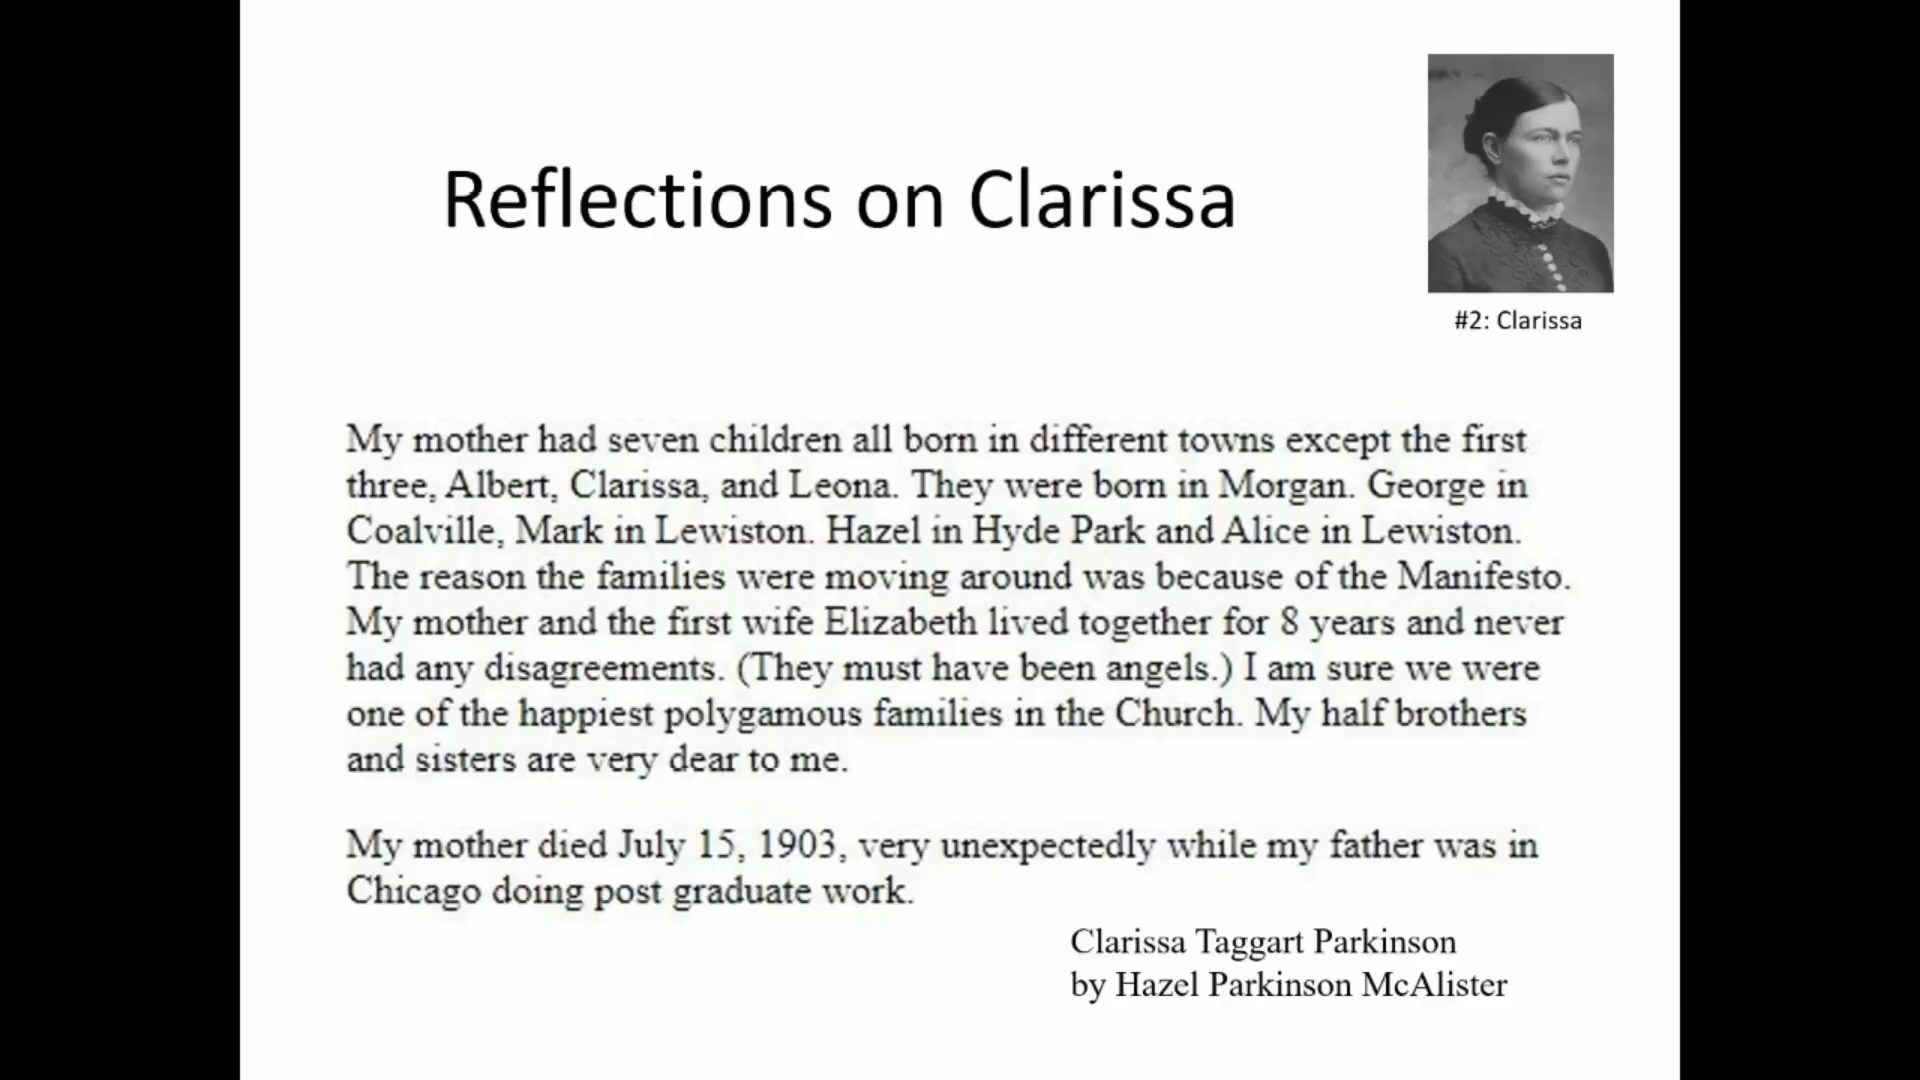 Reflections on Clarissa
#2: Clarissa
My mother had seven children all born in different towns except the first
three, Albert, Clarissa, and Leona. They were born in Morgan. George in
Coalville, Mark in Lewiston. Hazel in Hyde Park and Alice in Lewiston.
The reason the families were moving around was because of the Manifesto.
My mother and the first wife Elizabeth lived together for 8 years and never
had any disagreements. (They must have been angels.) I am sure we were
one of the happiest polygamous families in the Church. My half brothers
and sisters are very dear to me.
My mother died July 15, 1903, very unexpectedly while my father was in
Chicago doing post graduate work.
Clarissa Taggart Parkinson
by Hazel Parkinson McAlister